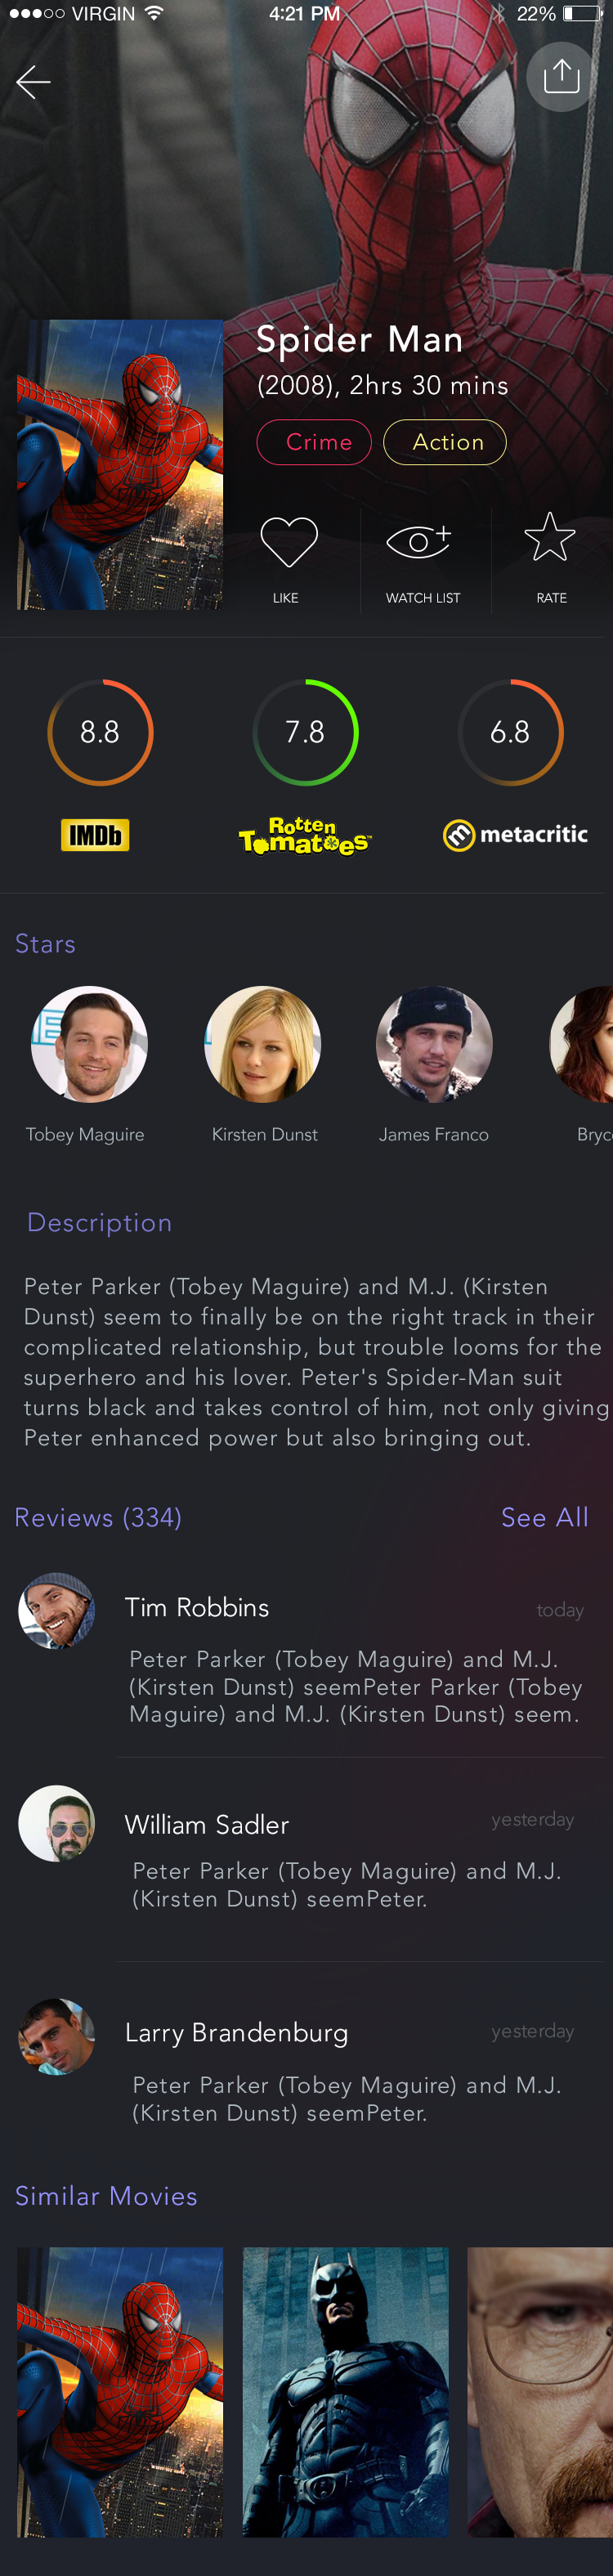 VIRGIN 4:21 PM 22%
Spider Man
(2008), 2hrs 30 mins
Crime Action
LIKE WATCH LIST RATE
8.8 7.8 6.8
IMDb Rotten Tomatoes™ metacritic
Stars
Tobey Maguire Kirsten Dunst James Franco Bryc
Description
Peter Parker (Tobey Maguire) and M.J. (Kirsten
Dunst) seem to finally be on the right track in their
complicated relationship, but trouble looms for the
superhero and his lover. Peter's Spider-Man suit
turns black and takes control of him, not only giving
Peter enhanced power but also bringing out.
Reviews (334) See All
Tim Robbins today
Peter Parker (Tobey Maguire) and M.J.
(Kirsten Dunst) seemPeter Parker (Tobey
Maguire) and M.J. (Kirsten Dunst) seem.
William Sadler yesterday
Peter Parker (Tobey Maguire) and M.J.
(Kirsten Dunst) seemPeter.
Larry Brandenburg yesterday
Peter Parker (Tobey Maguire) and M.J.
(Kirsten Dunst) seemPeter.
Similar Movies